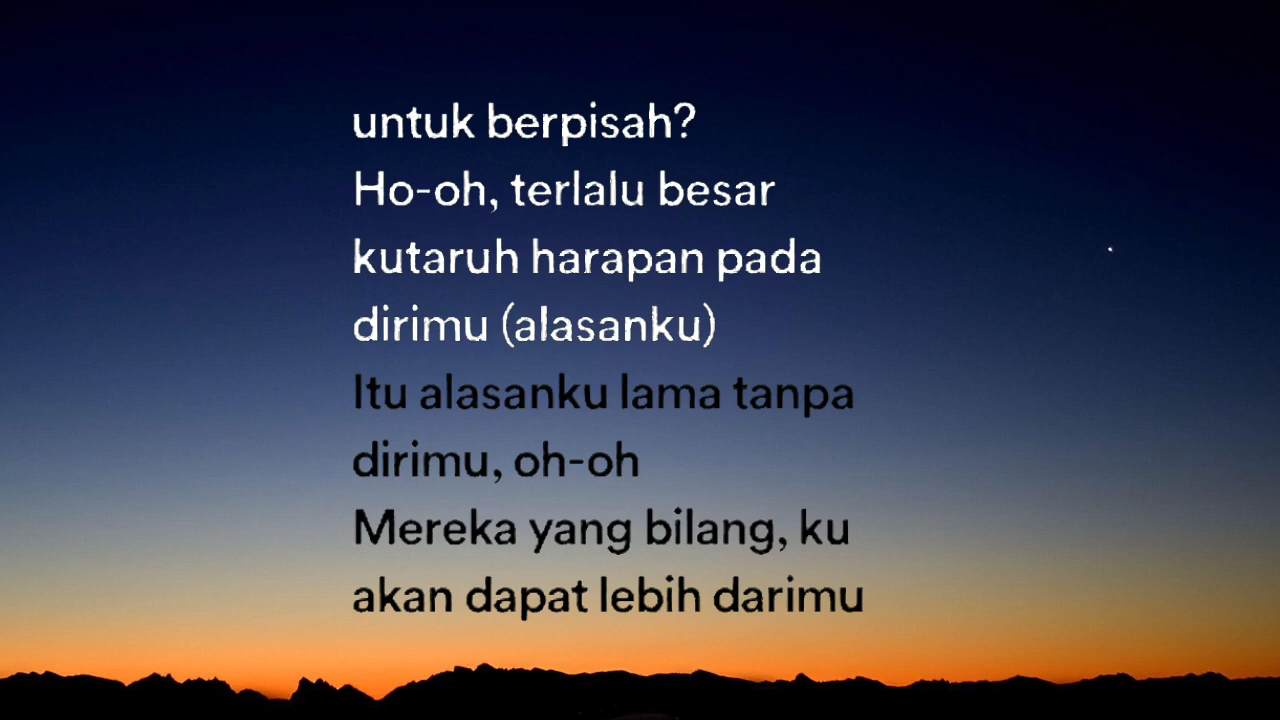 untuk berpisah?
Ho-oh, terlalu besar
kutaruh harapan pada
dirimu (alasanku)
Itu alasanku lama tanpa
dirimu, oh-oh
Mereka yang bilang, ku
akan dapat lebih darimu